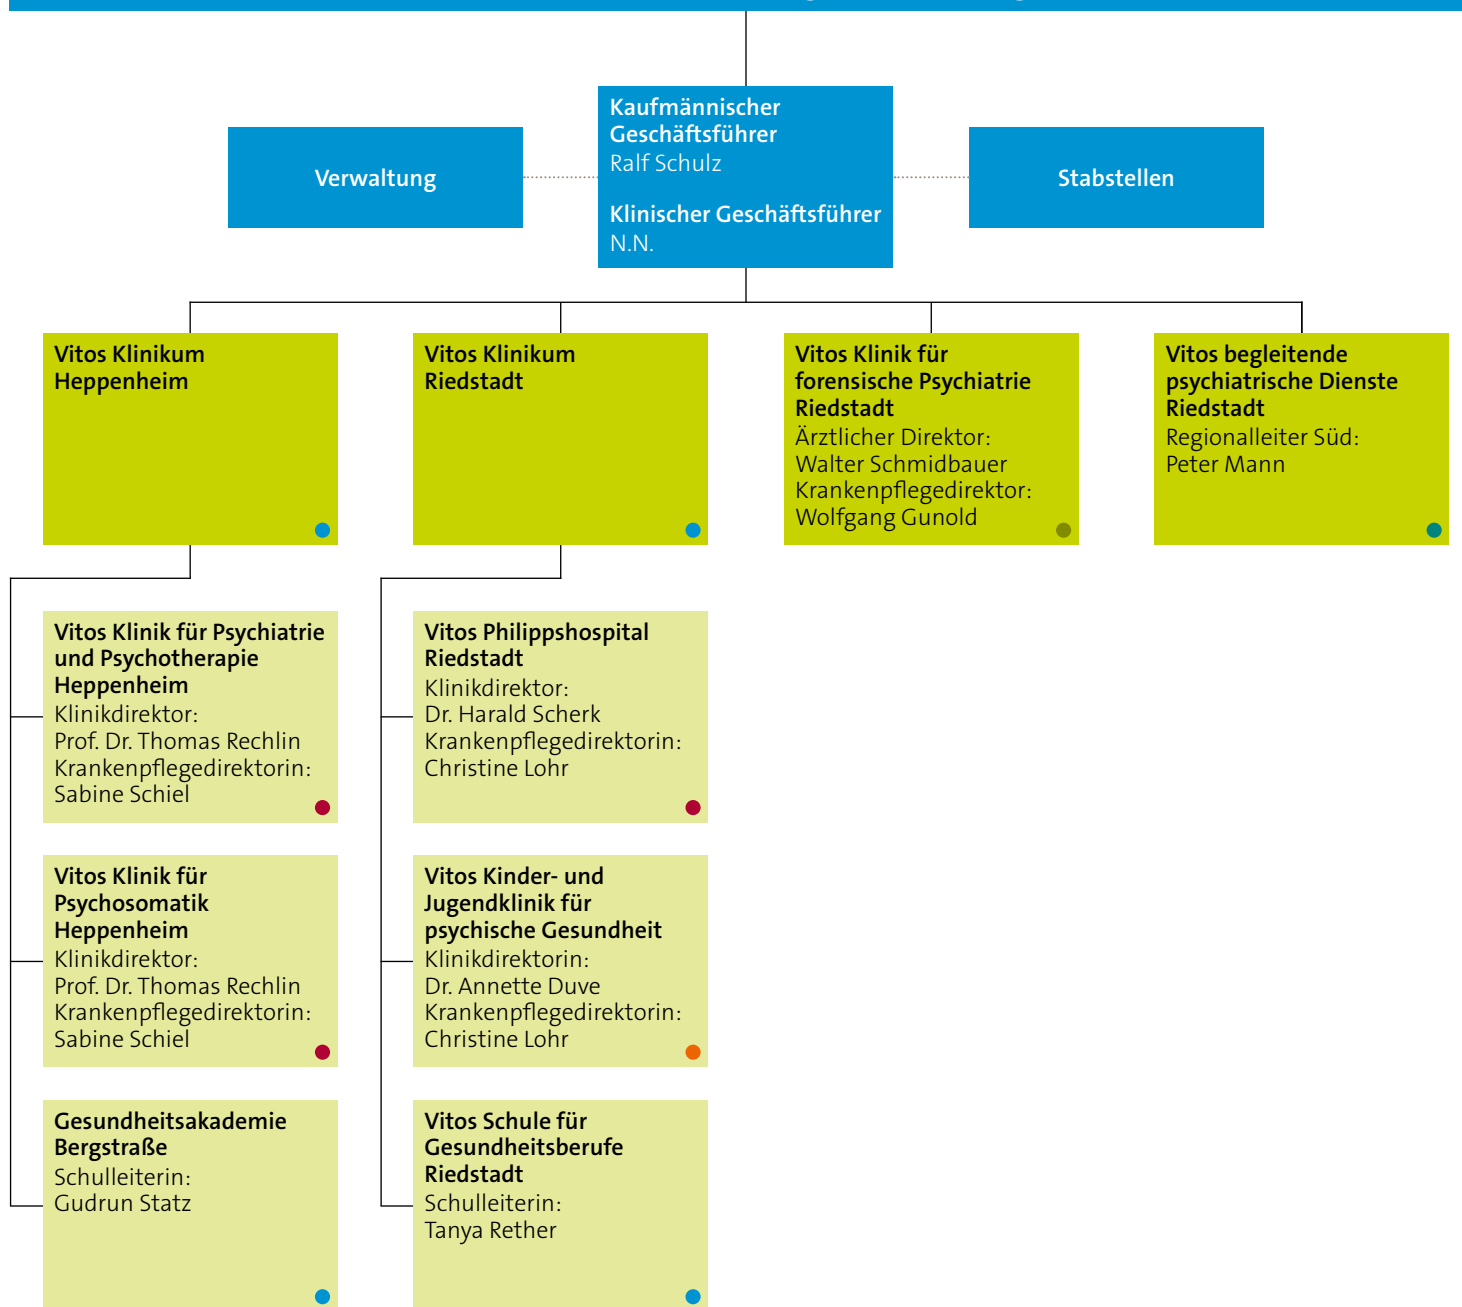 Kaufmännischer
Geschäftsführer
Ralf Schulz
Klinischer Geschäftsführer
N.N.
Verwaltung
Stabstellen
Vitos Klinikum
Heppenheim
Vitos Klinikum
Riedstadt
Vitos Klinik für
forensische Psychiatrie
Riedstadt
Ärztlicher Direktor:
Walter Schmidbauer
Krankenpflegedirektor:
Wolfgang Gunold
Vitos begleitende
psychiatrische Dienste
Riedstadt
Regionalleiter Süd:
Peter Mann
Vitos Klinik für Psychiatrie
und Psychotherapie
Heppenheim
Klinikdirektor:
Prof. Dr. Thomas Rechlin
Krankenpflegedirektorin:
Sabine Schiel
Vitos Philippshospital
Riedstadt
Klinikdirektor:
Dr. Harald Scherk
Krankenpflegedirektorin:
Christine Lohr
Vitos Klinik für
Psychosomatik
Heppenheim
Klinikdirektor:
Prof. Dr. Thomas Rechlin
Krankenpflegedirektorin:
Sabine Schiel
Vitos Kinder- und
Jugendklinik für
psychische Gesundheit
Klinikdirektorin:
Dr. Annette Duve
Krankenpflegedirektorin:
Christine Lohr
Gesundheitsakademie
Bergstraße
Schulleiterin:
Gudrun Statz
Vitos Schule für
Gesundheitsberufe
Riedstadt
Schulleiterin:
Tanya Rether